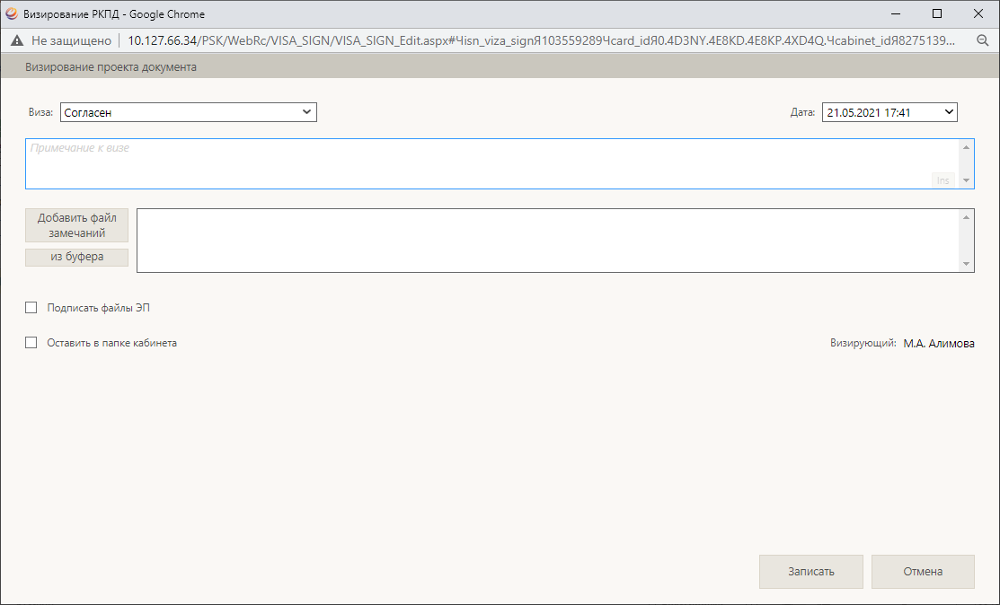 Визирование РКПД - Google Chrome
Не защищено 10.127.66.34/PSK/WebRc/VISA_SIGN/VISA_SIGN_Edit.aspx#Чisn_viza_signЯ103559289Чcard_idЯ0.4D3NY.4E8KD.4E8KP.4XD4Q.Чcabinet_idЯ8275139...
Визирование проекта документа
Виза: Согласен Дата: 21.05.2021 17:41
Примечание к визе
Ins
Добавить файл
замечаний
из буфера
Подписать файлы ЭП
Оставить в папке кабинета Визирующий: М.А. Алимова
Записать Отмена